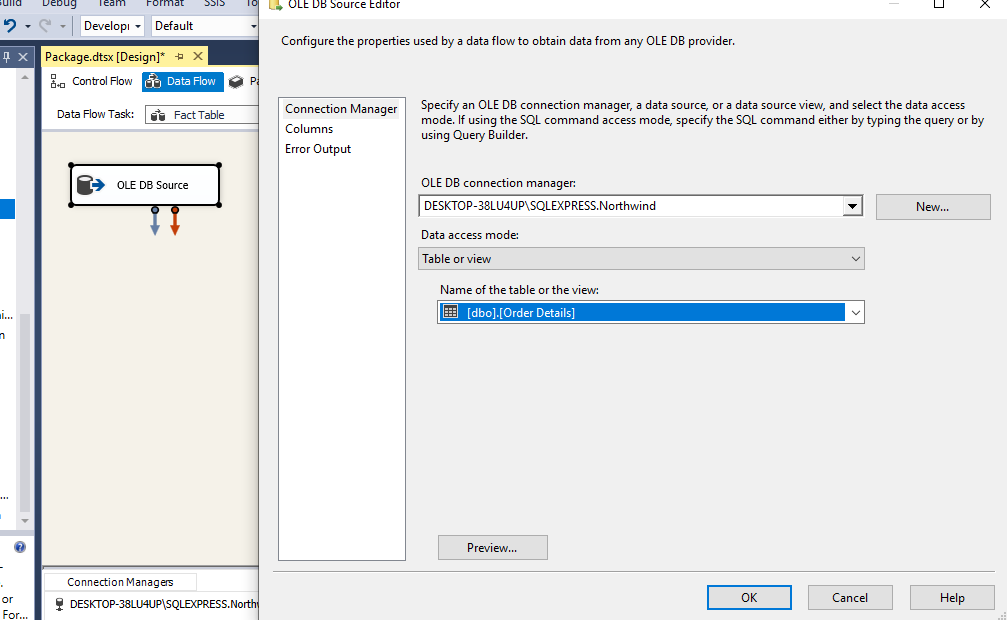 Build Debug Team Format SSIS To
OLE DB Source Editor
Developı Default
Configure the properties used by a data flow to obtain data from any OLE DB provider.
Package.dtsx [Design]*
Control Flow Data Flow Pa
Data Flow Task: Fact Table
Connection Manager
Columns
Error Output
Specify an OLE DB connection manager, a data source, or a data source view, and select the data access
mode. If using the SQL command access mode, specify the SQL command either by typing the query or by
using Query Builder.
OLE DB Source
OLE DB connection manager:
DESKTOP-38LU4UP\SQLEXPRESS.Northwind
New...
Data access mode:
Table or view
Name of the table or the view:
[dbo].[Order Details]
Preview...
Connection Managers
DESKTOP-38LU4UP\SQLEXPRESS.Northw
or
For...
OK Cancel Help